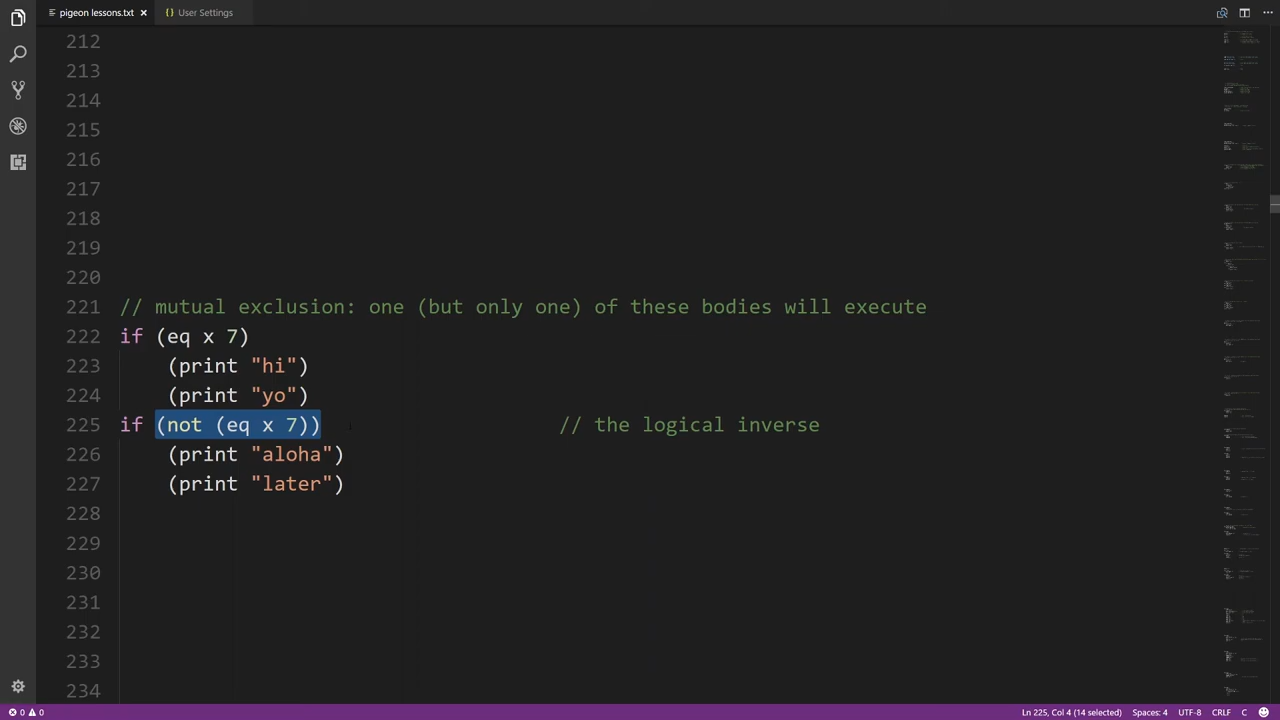 pigeon lessons.txt
{} User Settings
212
213
214
215
216
217
218
219
220
221 // mutual exclusion: one (but only one) of these bodies will execute
222 if (eq x 7)
223 (print "hi")
224 (print "yo")
225 if (not (eq x 7)) // the logical inverse
226 (print "aloha")
227 (print "later")
228
229
230
231
232
233
234
0 0 Ln 225, Col 4 (14 selected) Spaces: 4 UTF-8 CRLF C